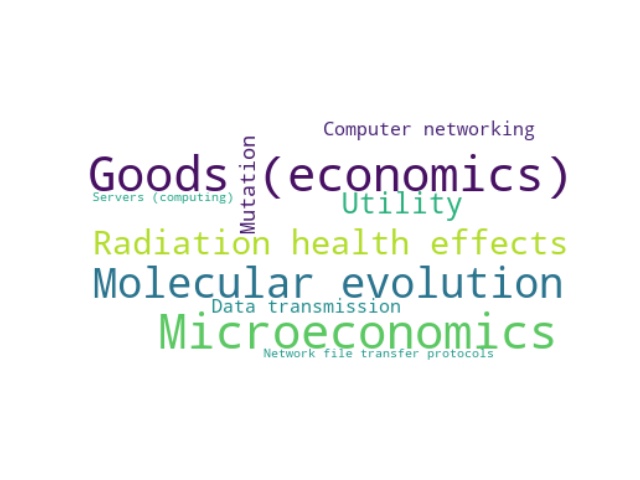 Computer networking
Mutation
Goods (economics)
Servers (computing)
Utility
Radiation health effects
Molecular evolution
Data transmission
Microeconomics
Network file transfer protocols